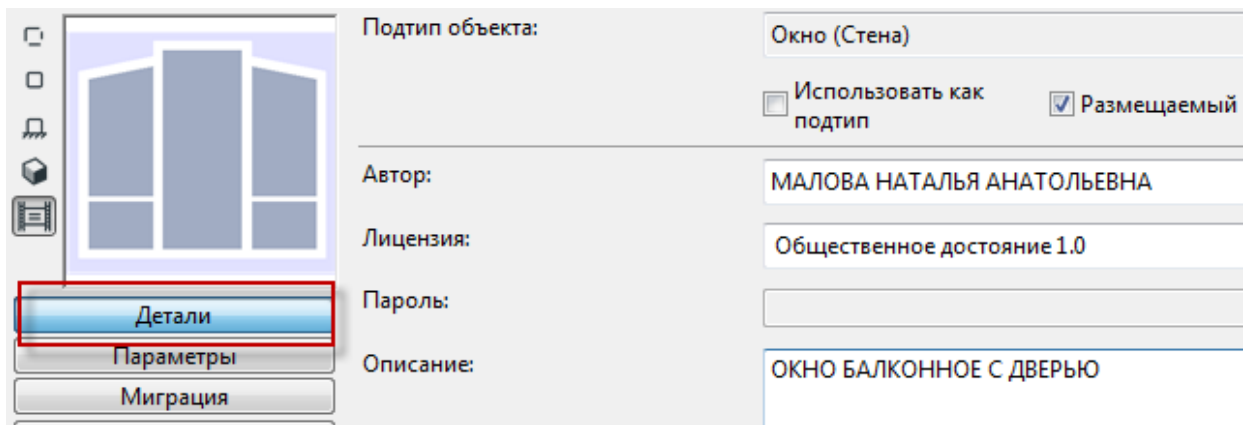 Подтип объекта:
Окно (Стена)
Использовать как
подтип
Размещаемый
Автор:
МАЛОВА НАТАЛЬЯ АНАТОЛЬЕВНА
Лицензия:
Общественное достояние 1.0
Пароль:
Описание:
ОКНО БАЛКОННОЕ С ДВЕРЬЮ
Детали
Параметры
Миграция